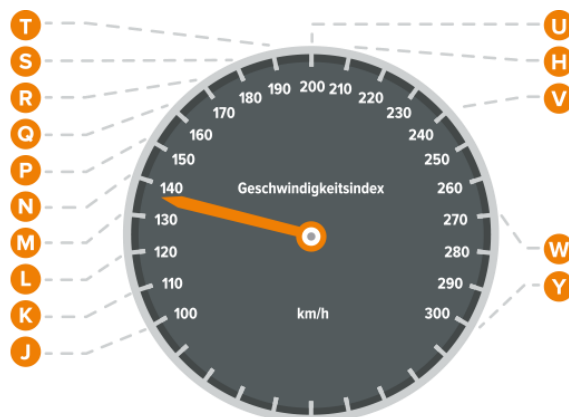 T
S
R
Q
P
N
M
L
K
J
U
H
V
W
Y
100
110
120
130
140
150
160
170
180
190
200
210
220
230
240
250
260
270
280
290
300
Geschwindigkeitsindex
km/h